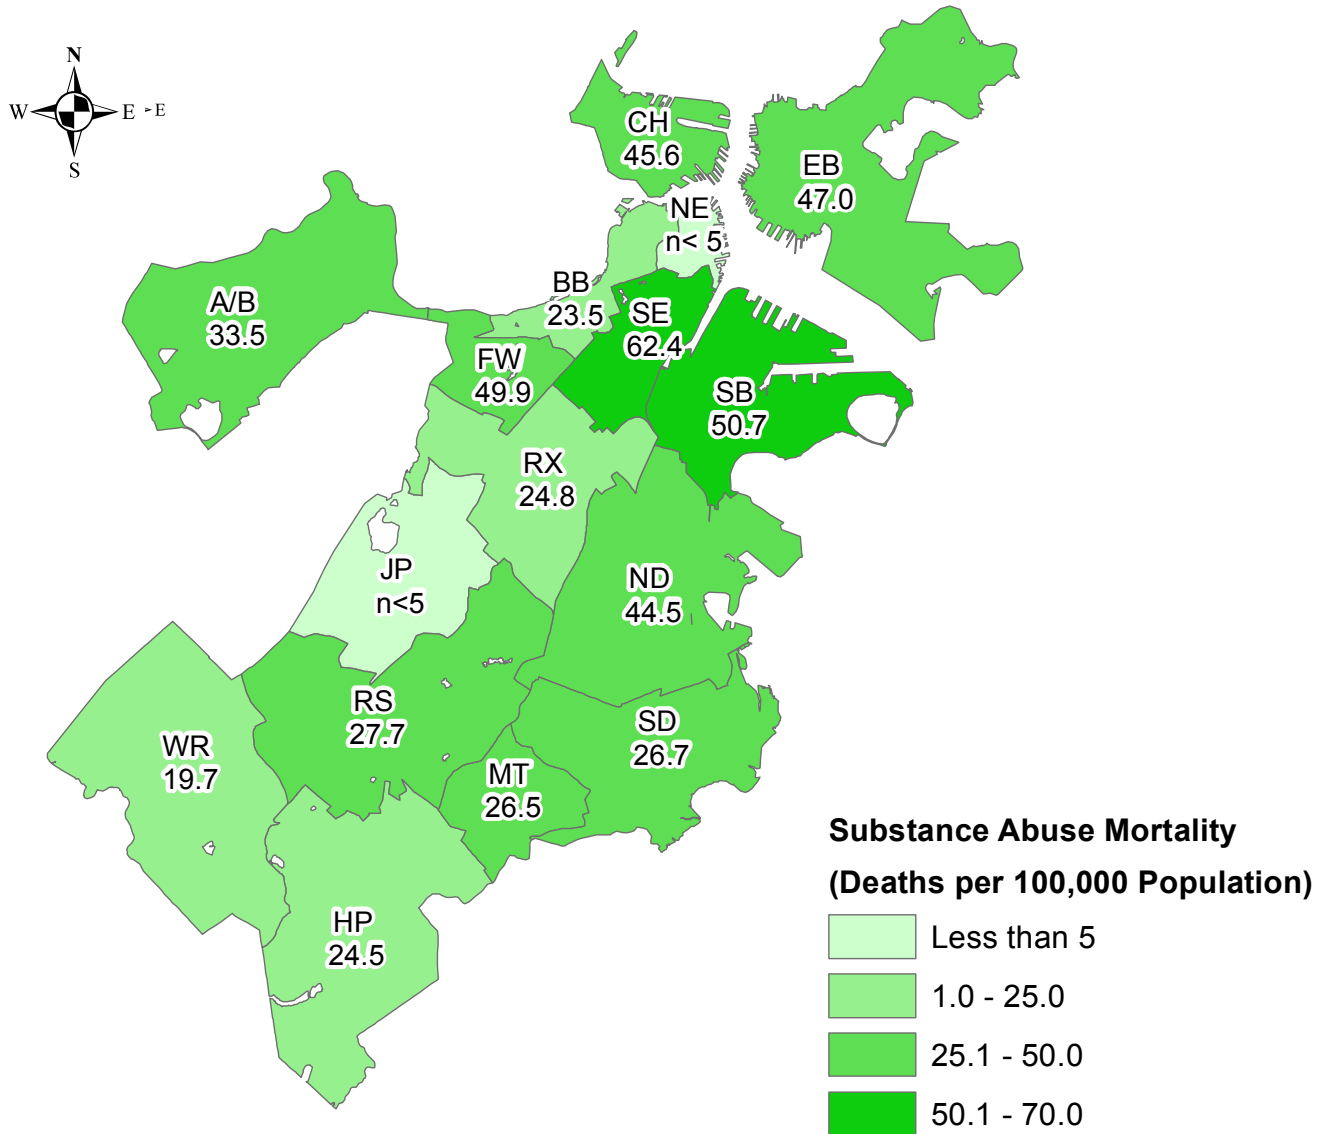 N
W E -E
S
CH
45.6
EB
47.0
NE
n< 5
A/B
33.5
BB
23.5
SE
62.4
FW
49.9
SB
50.7
RX
24.8
JP
n<5
ND
44.5
RS
27.7
SD
26.7
WR
19.7
MT
26.5
HP
24.5
Substance Abuse Mortality
(Deaths per 100,000 Population)
Less than 5
1.0 - 25.0
25.1 - 50.0
50.1 - 70.0